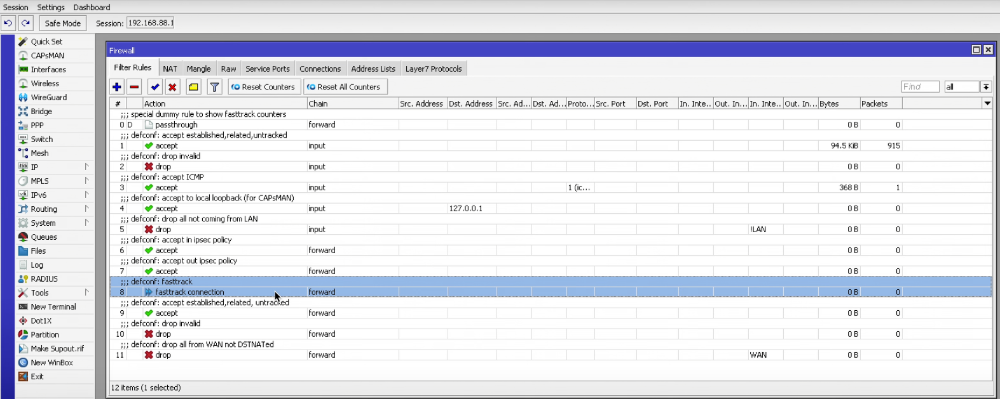 Session Settings Dashboard
Safe Mode Session: 192.168.88.1
Quick Set
CAPsMAN
Interfaces
Wireless
WireGuard
Bridge
PPP
Switch
Mesh
IP
MPLS
IPv6
Routing
System
Queues
Files
Log
RADIUS
Tools
New Terminal
Dot1X
Partition
Make Supout.rif
New WinBox
Exit
Firewall
Filter Rules NAT Mangle Raw Service Ports Connections Address Lists Layer7 Protocols
Reset Counters Reset All Counters Find all
# Action Chain Src. Address Dst. Address Src. Ad... Dst. Ad... Proto... Src. Port Dst. Port In. Inte... Out. In... In. Inte... Out. In... Bytes Packets
;;; special dummy rule to show fasttrack counters
0 D passthrough forward 0 B 0
;;; defconf: accept established,related,untracked
1 accept input 94.5 KiB 915
;;; defconf: drop invalid
2 drop input 0 B 0
;;; defconf: accept ICMP
3 accept input 1 (ic... 368 B 1
;;; defconf: accept to local loopback (for CAPsMAN)
4 accept input 127.0.0.1 0 B 0
;;; defconf: drop all not coming from LAN
5 drop input !LAN 0 B 0
;;; defconf: accept in ipsec policy
6 accept forward 0 B 0
;;; defconf: accept out ipsec policy
7 accept forward 0 B 0
;;; defconf: fasttrack
8 fasttrack connection forward 0 B 0
;;; defconf: accept established,related, untracked
9 accept forward 0 B 0
;;; defconf: drop invalid
10 drop forward 0 B 0
;;; defconf: drop all from WAN not DSTNATed
11 drop forward WAN 0 B 0
12 items (1 selected)